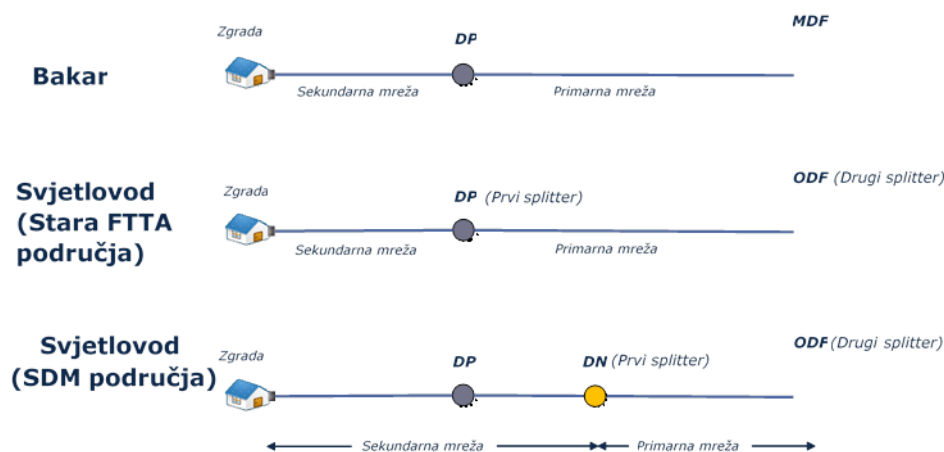 MDF
Zgrada
DP
Bakar
Sekundarna mreža
Primarna mreža
Svjetlovod
(Stara FTTA
područja)
Zgrada
DP (Prvi splitter)
ODF (Drugi splitter)
Sekundarna mreža
Primarna mreža
Svjetlovod
(SDM područja)
Zgrada
DP
DN (Prvi splitter)
ODF (Drugi splitter)
Sekundarna mreža
Primarna mreža